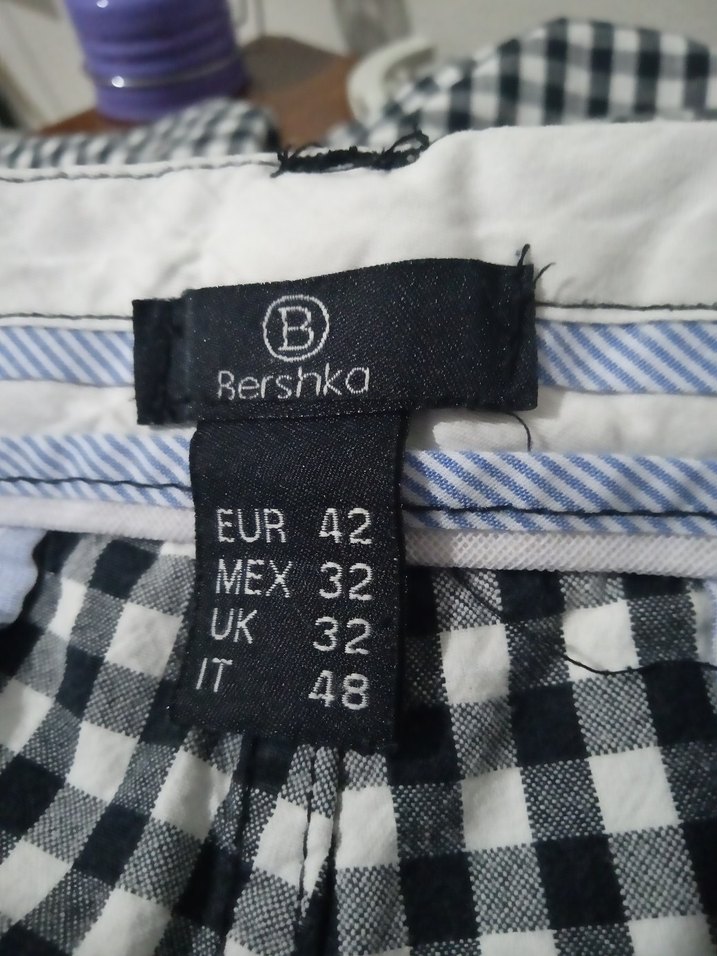 B
Bershka
EUR 42
MEX 32
UK 32
IT 48